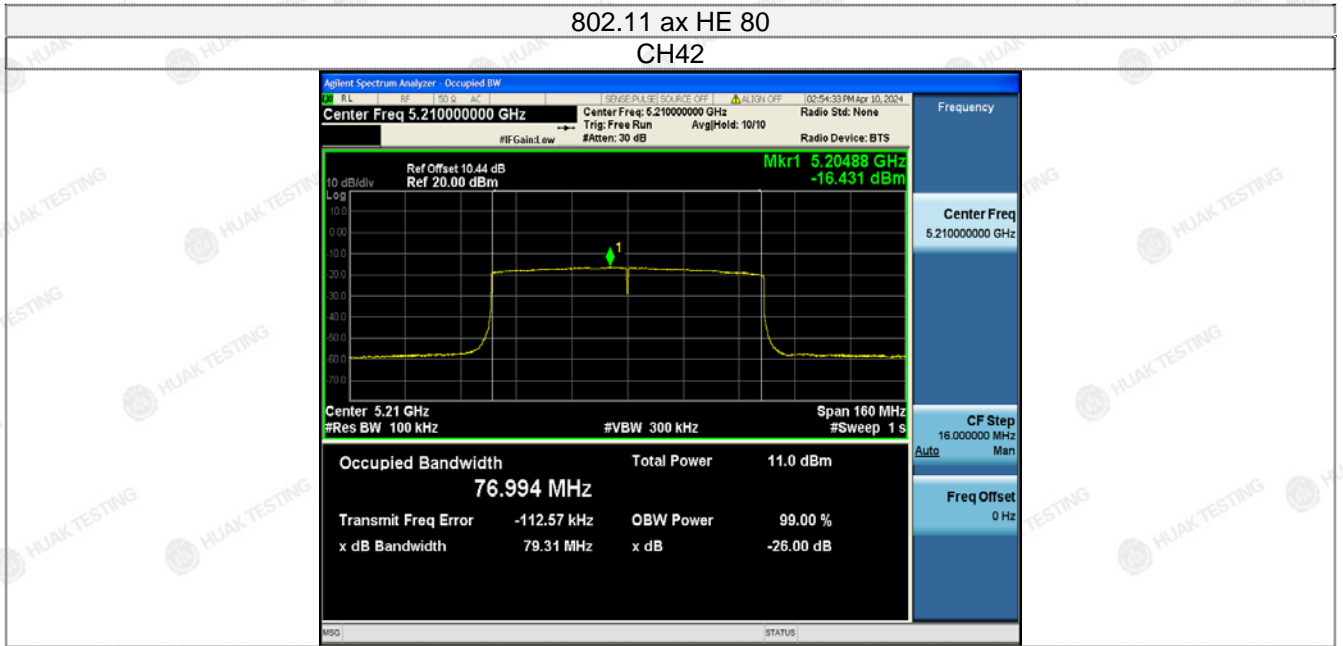 802.11 ax HE 80
CH42
Agilent Spectrum Analyzer - Occupied BW
RL RF 50 Ω AC SENSE:PULSE SOURCE OFF ALIGN OFF 02:54:33 PM Apr 10, 2024
Center Freq 5.210000000 GHz
Center Freq: 5.210000000 GHz
Radio Std: None
Trig: Free Run Avg|Hold: 10/10
#IFGain:Low #Atten: 30 dB Radio Device: BTS
Frequency
Ref Offset 10.44 dB
Mkr1 5.20488 GHz
10 dB/div Ref 20.00 dBm
-16.431 dBm
Log
10.0
0.00
-10.0
-20.0
-30.0
-40.0
-50.0
-60.0
-70.0
1
Center 5.21 GHz Span 160 MHz
#Res BW 100 kHz #VBW 300 kHz #Sweep 1 s
Center Freq
5.210000000 GHz
CF Step
16.000000 MHz
Auto Man
Freq Offset
0 Hz
Occupied Bandwidth Total Power 11.0 dBm
76.994 MHz
Transmit Freq Error -112.57 kHz OBW Power 99.00 %
x dB Bandwidth 79.31 MHz x dB -26.00 dB
MSG STATUS
HUAK TESTING